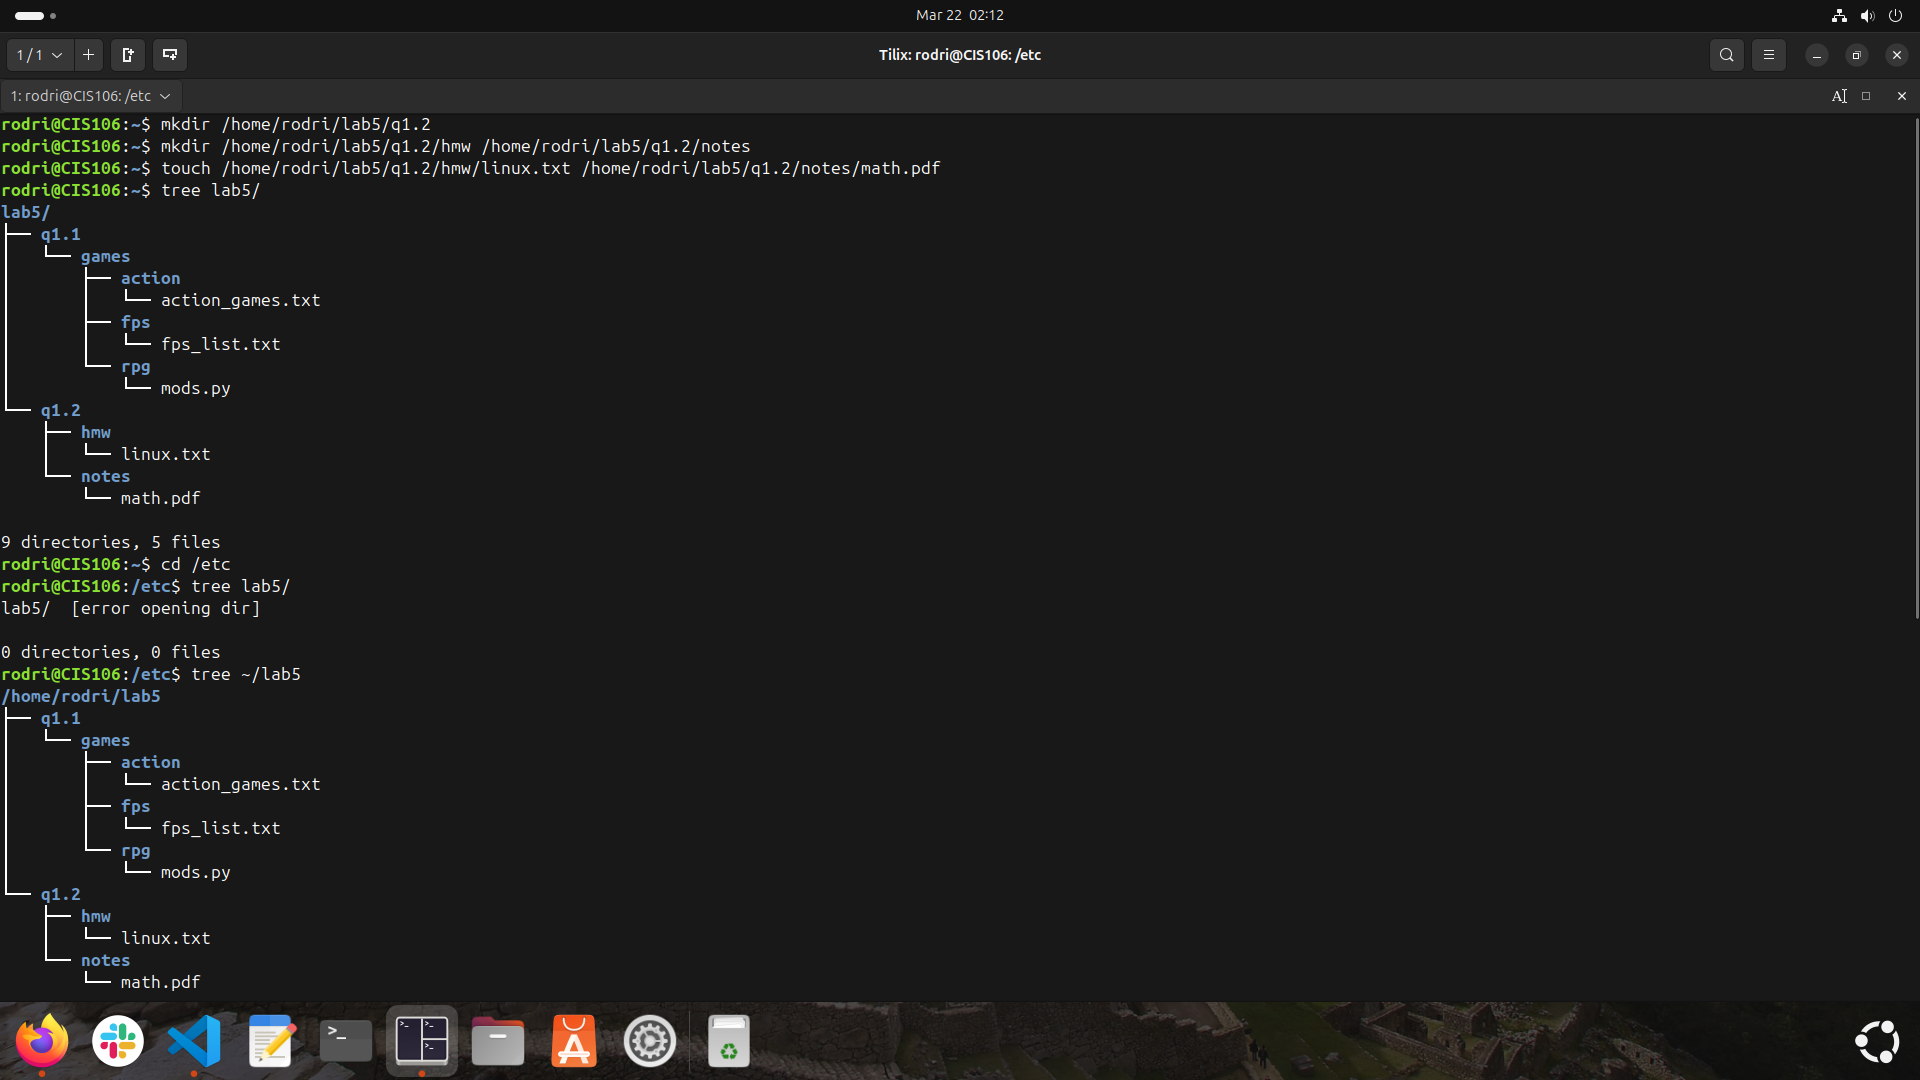 Mar 22 02:12
1 / 1
Tilix: rodri@CIS106: /etc
1: rodri@CIS106: /etc
rodri@CIS106:~$ mkdir /home/rodri/lab5/q1.2
rodri@CIS106:~$ mkdir /home/rodri/lab5/q1.2/hmw /home/rodri/lab5/q1.2/notes
rodri@CIS106:~$ touch /home/rodri/lab5/q1.2/hmw/linux.txt /home/rodri/lab5/q1.2/notes/math.pdf
rodri@CIS106:~$ tree lab5/
lab5/
├── q1.1
│   └── games
│       ├── action
│       │   └── action_games.txt
│       ├── fps
│       │   └── fps_list.txt
│       └── rpg
│           └── mods.py
└── q1.2
    ├── hmw
    │   └── linux.txt
    └── notes
        └── math.pdf
9 directories, 5 files
rodri@CIS106:~$ cd /etc
rodri@CIS106:/etc$ tree lab5/
lab5/  [error opening dir]
0 directories, 0 files
rodri@CIS106:/etc$ tree ~/lab5
/home/rodri/lab5
├── q1.1
│   └── games
│       ├── action
│       │   └── action_games.txt
│       ├── fps
│       │   └── fps_list.txt
│       └── rpg
│           └── mods.py
└── q1.2
    ├── hmw
    │   └── linux.txt
    └── notes
        └── math.pdf